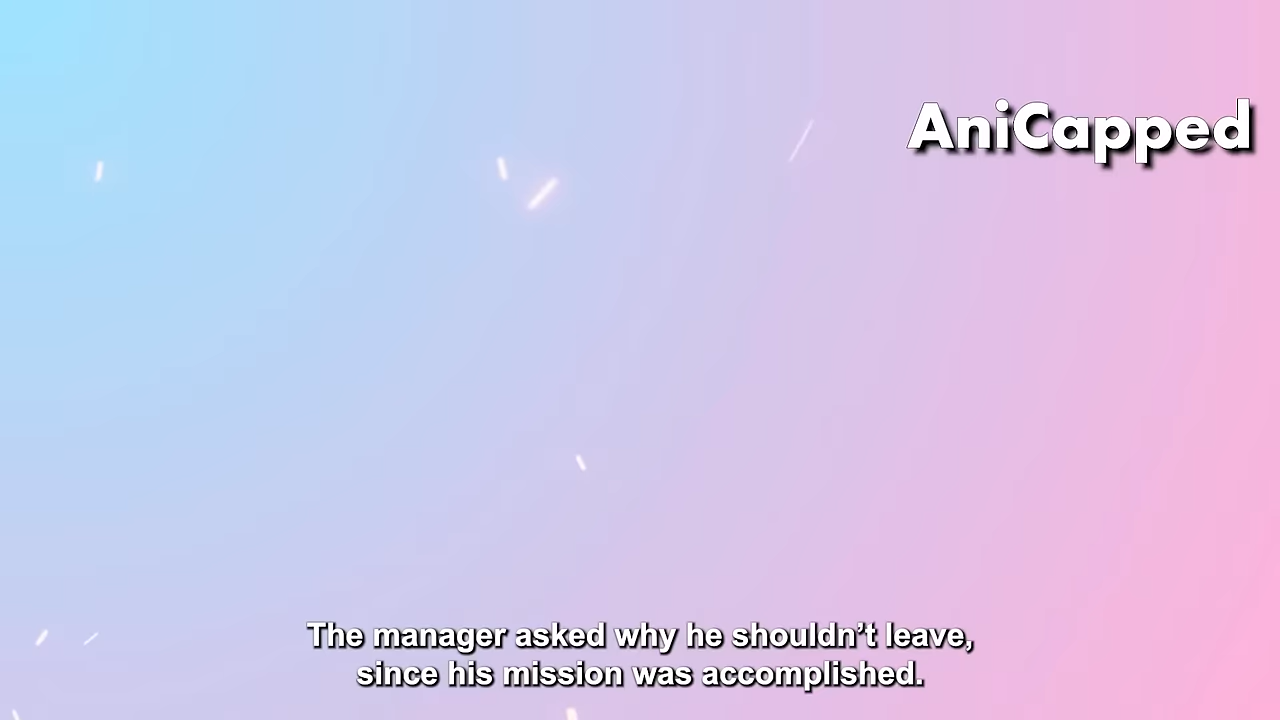 AniCapped
The manager asked why he shouldn’t leave,
since his mission was accomplished.